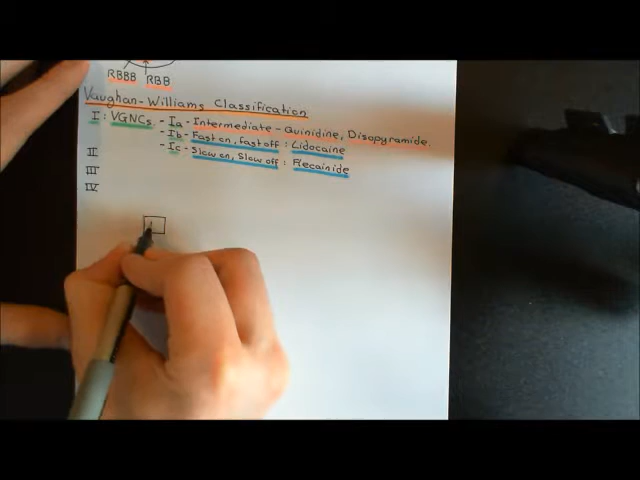 RBBB RBB
Vaughan-Williams Classification
I: VGNCs - Ia - Intermediate - Quinidine, Disopyramide.
- Ib - Fast on, fast off : Lidocaine
- Ic - Slow on, Slow off : Flecainide
II
III
IV